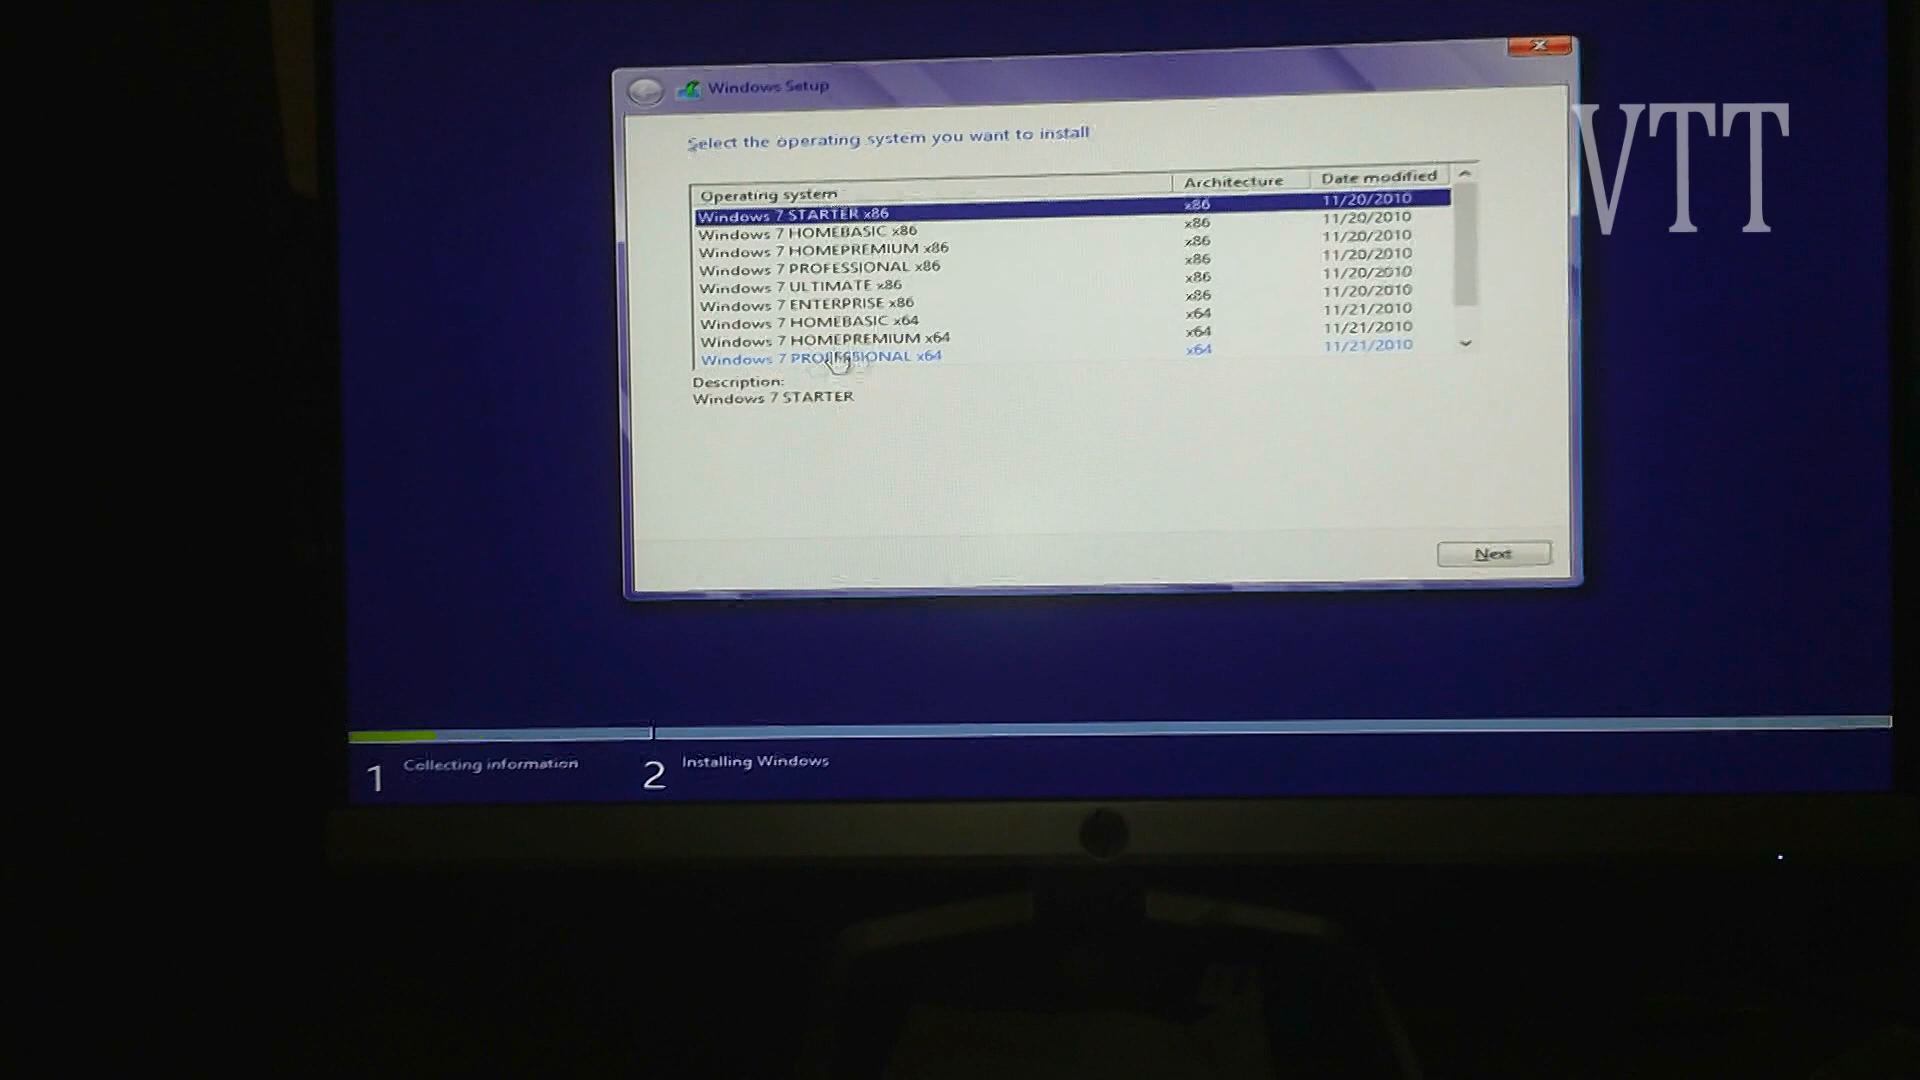 Windows Setup
VTT
Select the operating system you want to install
Operating system Architecture Date modified
Windows 7 STARTER x86 x86 11/20/2010
Windows 7 HOMEBASIC x86 x86 11/20/2010
Windows 7 HOMEPREMIUM x86 x86 11/20/2010
Windows 7 PROFESSIONAL x86 x86 11/20/2010
Windows 7 ULTIMATE x86 x86 11/20/2010
Windows 7 ENTERPRISE x86 x86 11/20/2010
Windows 7 HOMEBASIC x64 x64 11/21/2010
Windows 7 HOMEPREMIUM x64 x64 11/21/2010
Windows 7 PROFESSIONAL x64 x64 11/21/2010
Description:
Windows 7 STARTER
Next
1 Collecting information
2 Installing Windows